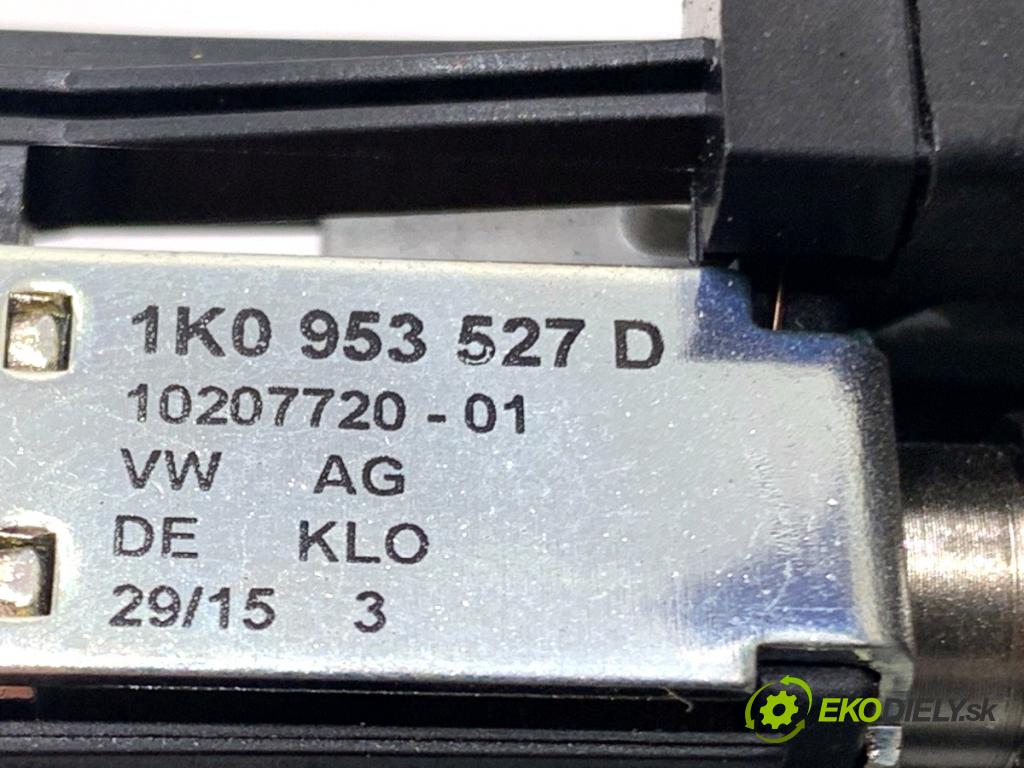 1K0 953 527 D
10207720-01
VW AG
DE KLO
29/15 3
EKODIELY.sk